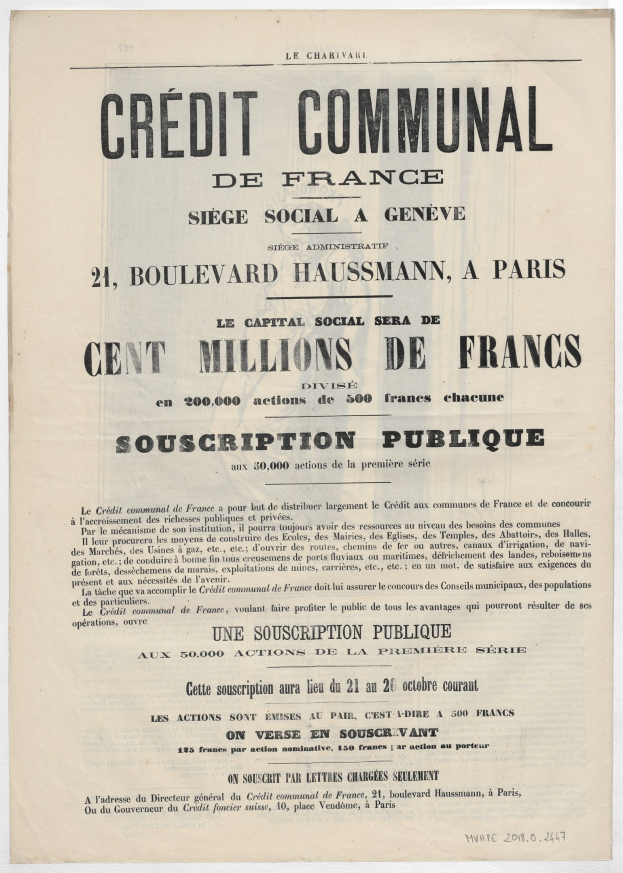 LE CHARIVARI
CRÉDIT COMMUNAL
DE FRANCE
SIÈGE SOCIAL A GENÈVE
SIÉGE ADMINISTRATIF
21, BOULEVARD HAUSSMANN, A PARIS
LE CAPITAL SOCIAL SERA DE
CENT MILLIONS DE FRANCS
DIVISÉ
en 200,000 actions de 500 francs chacune
SOUSCRIPTION PUBLIQUE
aux 50,000 actions de la première série
Le Crédit communal de France a pour but de distribuer largement le Crédit aux communes de France et de concourir
à l'accroissement des richesses publiques et privées.
Par le mécanisme de son institution, il pourra toujours avoir des ressources au niveau des besoins des communes
Il leur procurera les moyens de construire des Ecoles, des Mairies, des Eglises, des Temples, des Abattoirs, des Halles,
des Marchés, des Usines à gaz, etc., etc.; d'ouvrir des routes, chemins de fer ou autres, canaux d'irrigation, de navi-
gation, etc.; de conduire à bonne fin tous creusemens de ports fluviaux ou maritimes, défrichement des landes, reboisemens
de forêts, dessèchemens de marais, exploitations de mines, carrières, etc., etc.; en un mot, de satisfaire aux exigences du
présent et aux nécessités de l'avenir.
La tâche que va accomplir le Crédit communal de France doit lui assurer le concours des Conseils municipaux, des populations
et des particuliers.
Le Crédit communal de France, voulant faire profiter le public de tous les avantages qui pourront résulter de ses
opérations, ouvre
UNE SOUSCRIPTION PUBLIQUE
AUX 50.000 ACTIONS DE LA PREMIÈRE SÉRIE
Cette souscription aura lieu du 21 au 28 octobre courant
LES ACTIONS SONT ÉMISES AU PAIR, C'EST-A-DIRE A 500 FRANCS
ON VERSE EN SOUSCRIVANT
125 francs par action nominative, 150 francs par action au porteur
ON SOUSCRIT PAR LETTRES CHARGÉES SEULEMENT
A l'adresse du Directeur général du Crédit communal de France, 21, boulevard Haussmann, à Paris,
Ou du Gouverneur du Crédit foncier suisse, 10, place Vendôme, à Paris
MVHPE 2018.0.2447